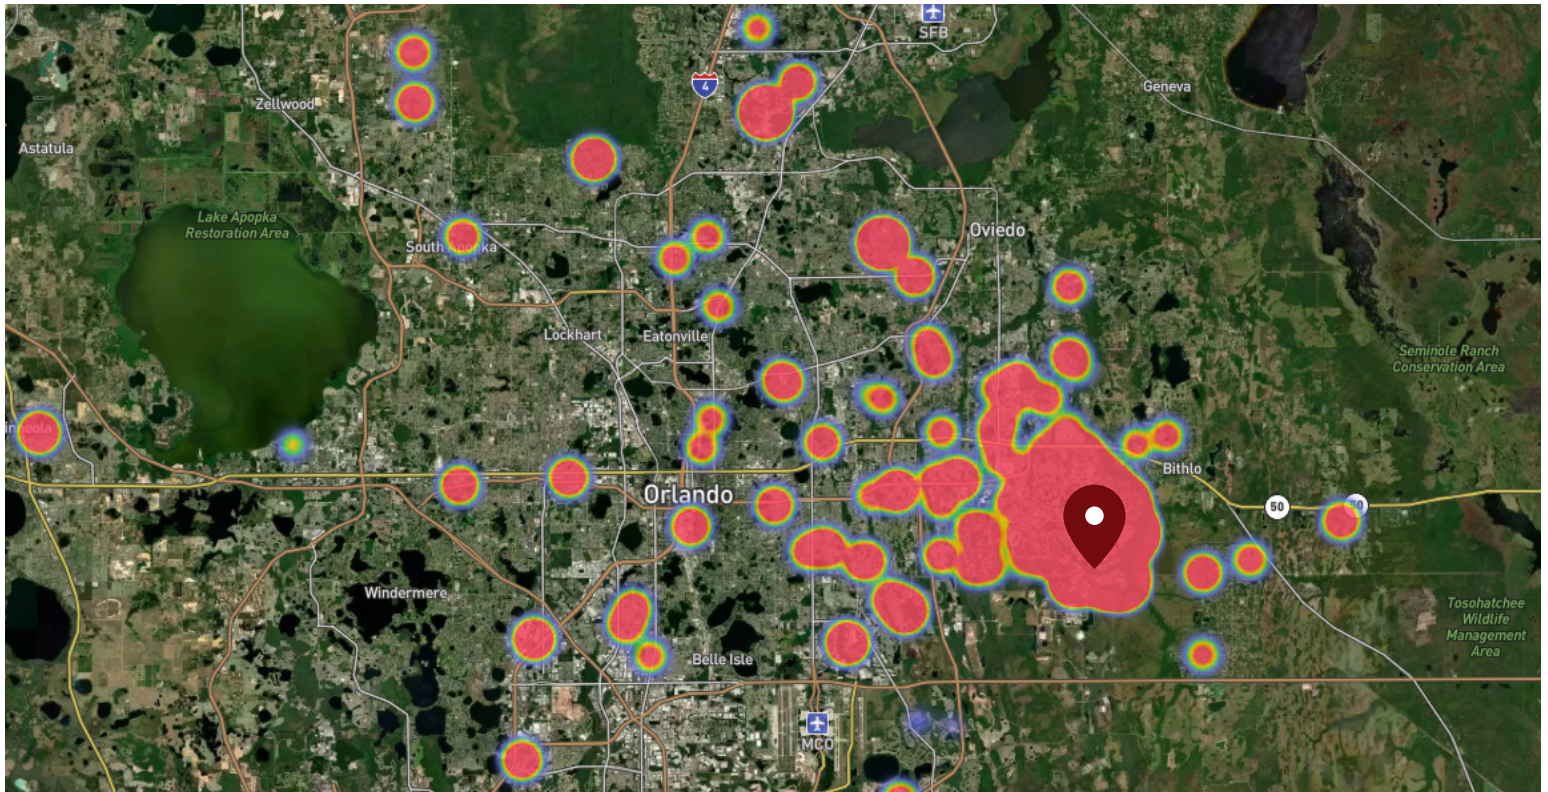 SFB
4
Geneva
Zellwood
Astatula
Lake Apopka
Restoration Area
South Apopka
Oviedo
Lockhart
Eatonville
Seminole Ranch
Conservation Area
Bithlo
Orlando
50
50
Windermere
Tosohatchee
Wildlife
Management
Area
Belle Isle
MCO